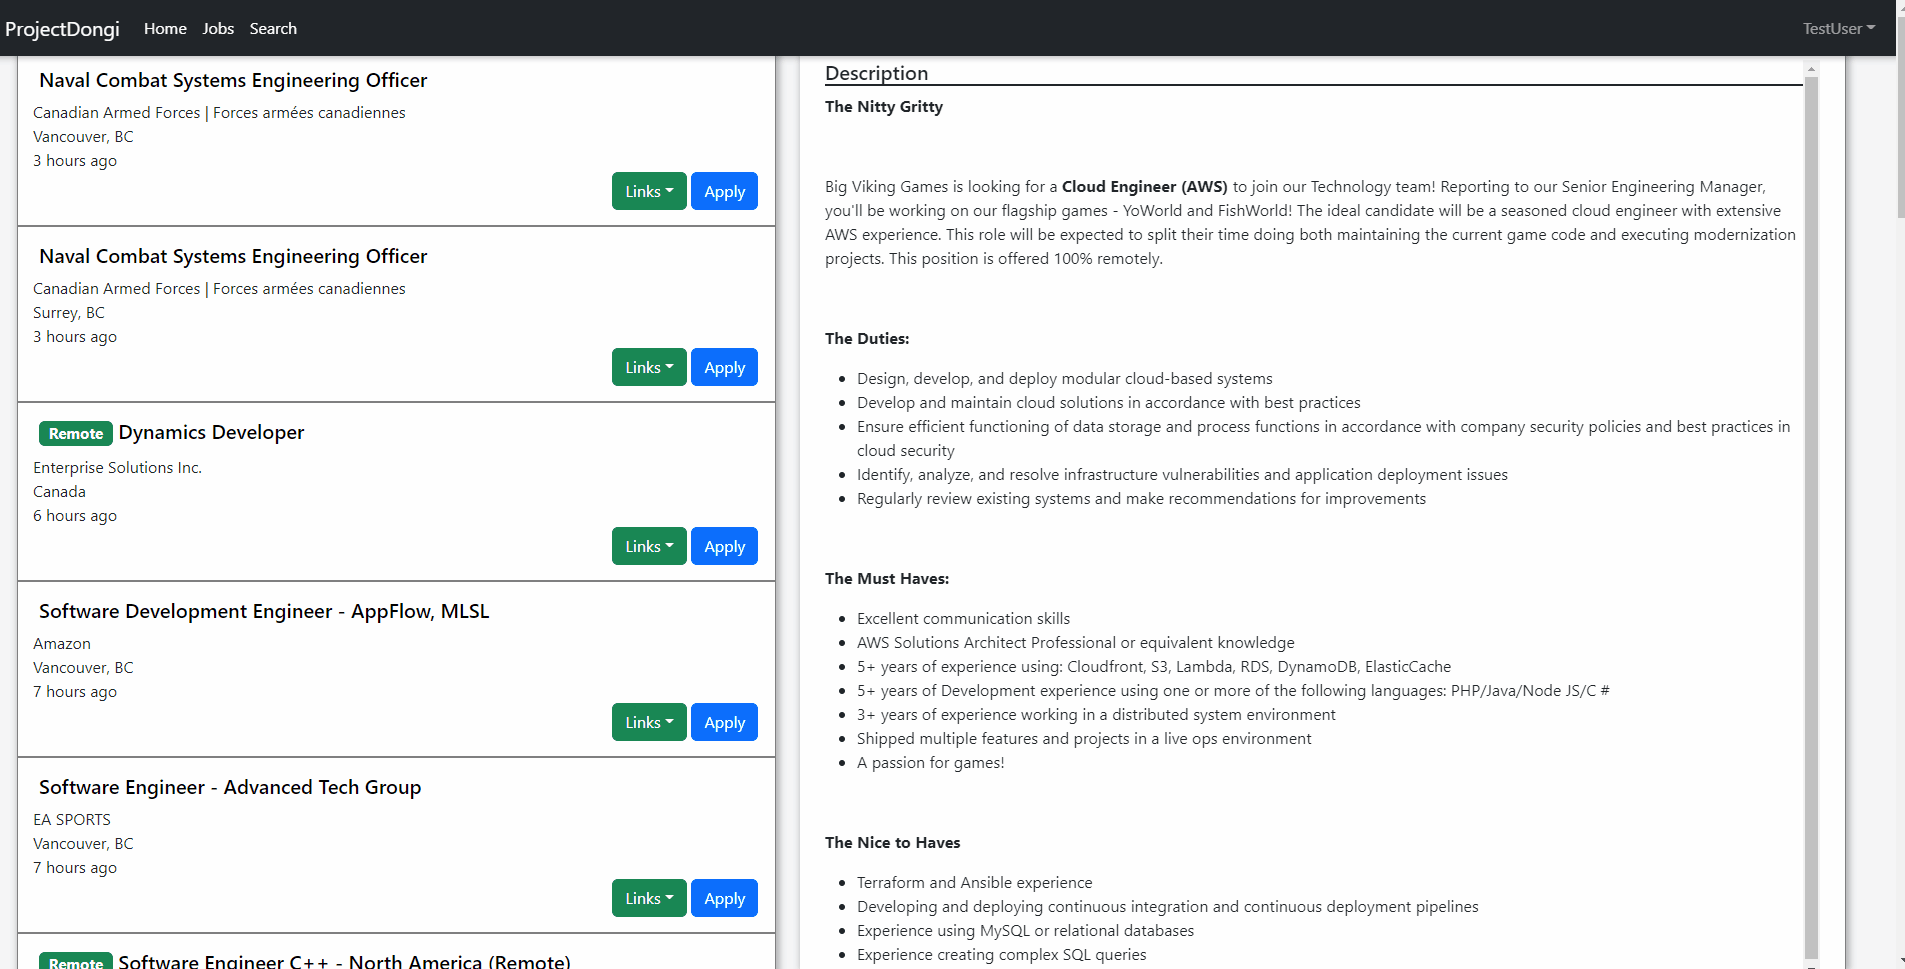 ProjectDongi Home Jobs Search TestUser
Naval Combat Systems Engineering Officer
Canadian Armed Forces | Forces armées canadiennes
Vancouver, BC
3 hours ago
Links Apply
Naval Combat Systems Engineering Officer
Canadian Armed Forces | Forces armées canadiennes
Surrey, BC
3 hours ago
Links Apply
Remote Dynamics Developer
Enterprise Solutions Inc.
Canada
6 hours ago
Links Apply
Software Development Engineer - AppFlow, MLSL
Amazon
Vancouver, BC
7 hours ago
Links Apply
Software Engineer - Advanced Tech Group
EA SPORTS
Vancouver, BC
7 hours ago
Links Apply
Remote Software Engineer C++ - North America (Remote)
Description
The Nitty Gritty
Big Viking Games is looking for a Cloud Engineer (AWS) to join our Technology team! Reporting to our Senior Engineering Manager,
you'll be working on our flagship games - YoWorld and FishWorld! The ideal candidate will be a seasoned cloud engineer with extensive
AWS experience. This role will be expected to split their time doing both maintaining the current game code and executing modernization
projects. This position is offered 100% remotely.
The Duties:
• Design, develop, and deploy modular cloud-based systems
• Develop and maintain cloud solutions in accordance with best practices
• Ensure efficient functioning of data storage and process functions in accordance with company security policies and best practices in
cloud security
• Identify, analyze, and resolve infrastructure vulnerabilities and application deployment issues
• Regularly review existing systems and make recommendations for improvements
The Must Haves:
• Excellent communication skills
• AWS Solutions Architect Professional or equivalent knowledge
• 5+ years of experience using: Cloudfront, S3, Lambda, RDS, DynamoDB, ElasticCache
• 5+ years of Development experience using one or more of the following languages: PHP/Java/Node JS/C #
• 3+ years of experience working in a distributed system environment
• Shipped multiple features and projects in a live ops environment
• A passion for games!
The Nice to Haves
• Terraform and Ansible experience
• Developing and deploying continuous integration and continuous deployment pipelines
• Experience using MySQL or relational databases
• Experience creating complex SQL queries